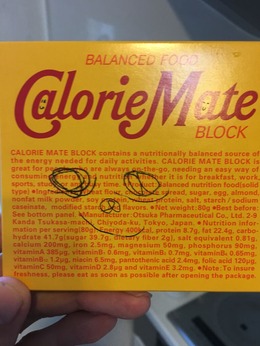 BALANCED FOOD
CalorieMate
BLOCK
CALORIE MATE BLOCK contains a nutritionally balanced source of
the energy needed for daily activities. CALORIE MATE BLOCK is
great for people who are always on-the-go, needing an easy way of
consuming energy and nutrition whether it is for breakfast, work,
sports, study or any time. Product: balanced nutrition food(solid
type) flour, sugar, egg, almond,
nonfat milk powder, soy protein, wheat protein, salt, starch / sodium
caseinate, modified starch Net weight:80g Best before:
See bottom panel. Manufacturer: Otsuka Pharmaceutical Co., Ltd. 2-9
Kanda Tsukasa-machi, Chiyoda-ku, Tokyo, Japan. Nutrition infor-
mation per serving(80g): energy 400kcal, protein 8.7g, fat 22.4g, carbo-
hydrate 41.7g(sugar 39.7g, dietary fiber 2g), salt equivalent 0.81g,
calcium 200mg, iron 2.5mg, magnesium 50mg, phosphorus 90mg,
vitaminA 385μg, vitaminB₁ 0.6mg, vitaminB₂ 0.7mg, vitaminB₆ 0.65mg,
vitaminB₁₂ 1.2μg, niacin 6.5mg, pantothenic acid 2.4mg, folic acid 120μg,
vitaminC 50mg, vitaminD 2.8μg and vitaminE 3.2mg. Note: To insure
freshness, please eat as soon as possible after opening the package.